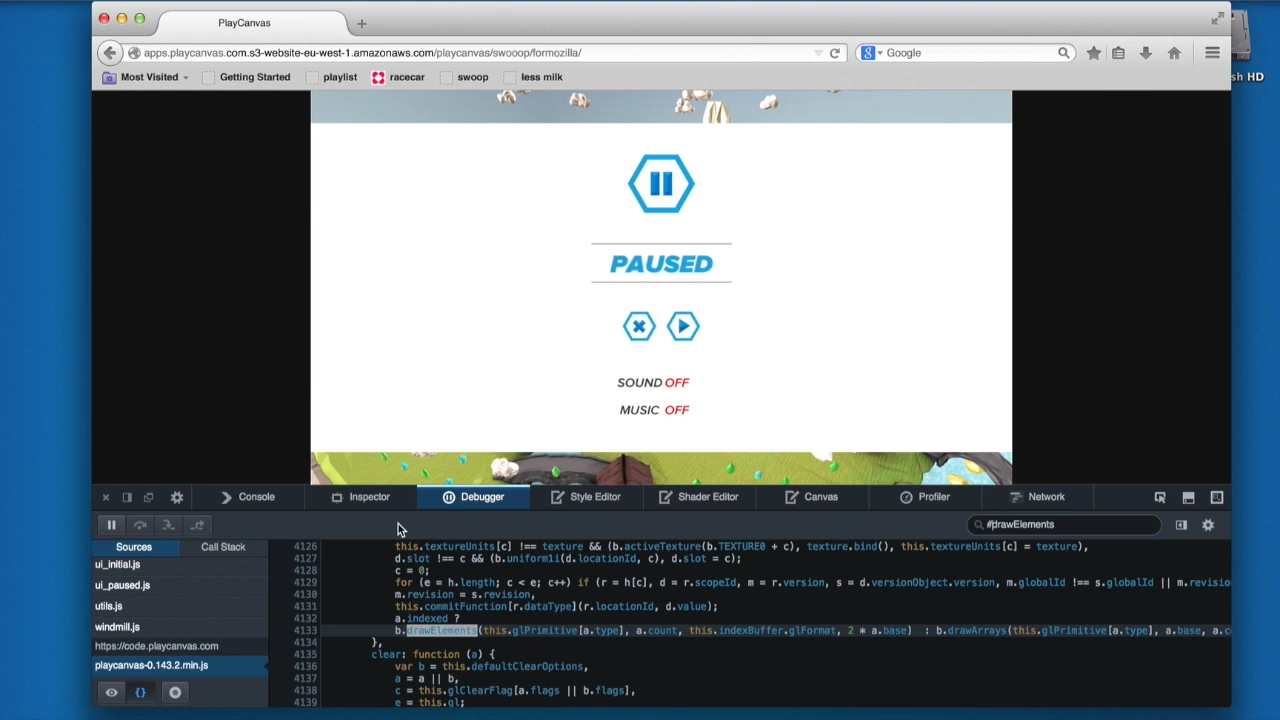 PlayCanvas
apps.playcanvas.com.s3-website-eu-west-1.amazonaws.com/playcanvas/swooop/formozilla/
Google
sh HD
Most Visited
Getting Started
playlist
racecar
swoop
less milk
PAUSED
SOUND OFF
MUSIC OFF
Console
Inspector
Debugger
Style Editor
Shader Editor
Canvas
Profiler
Network
#drawElements
Sources
Call Stack
ui_initial.js
ui_paused.js
utils.js
windmill.js
https://code.playcanvas.com
playcanvas-0.143.2.min.js
{}
4126 this.textureUnits[c] !== texture && (b.activeTexture(b.TEXTURE0 + c), texture.bind(), this.textureUnits[c] = texture),
4127 d.slot !== c && (b.uniform1i(d.locationId, c), d.slot = c);
4128 c = 0;
4129 for (e = h.length; c < e; c++) if (r = h[c], d = r.scopeId, m = r.version, s = d.versionObject.version, m.globalId !== s.globalId || m.revisio
4130 m.revision = s.revision,
4131 this.commitFunction[r.dataType](r.locationId, d.value);
4132 a.indexed ?
4133 b.drawElements(this.glPrimitive[a.type], a.count, this.indexBuffer.glFormat, 2 * a.base) : b.drawArrays(this.glPrimitive[a.type], a.base, a.c
4134 },
4135 clear: function (a) {
4136 var b = this.defaultClearOptions,
4137 a = a || b,
4138 c = this.glClearFlag[a.flags || b.flags],
4139 e = this.gl;